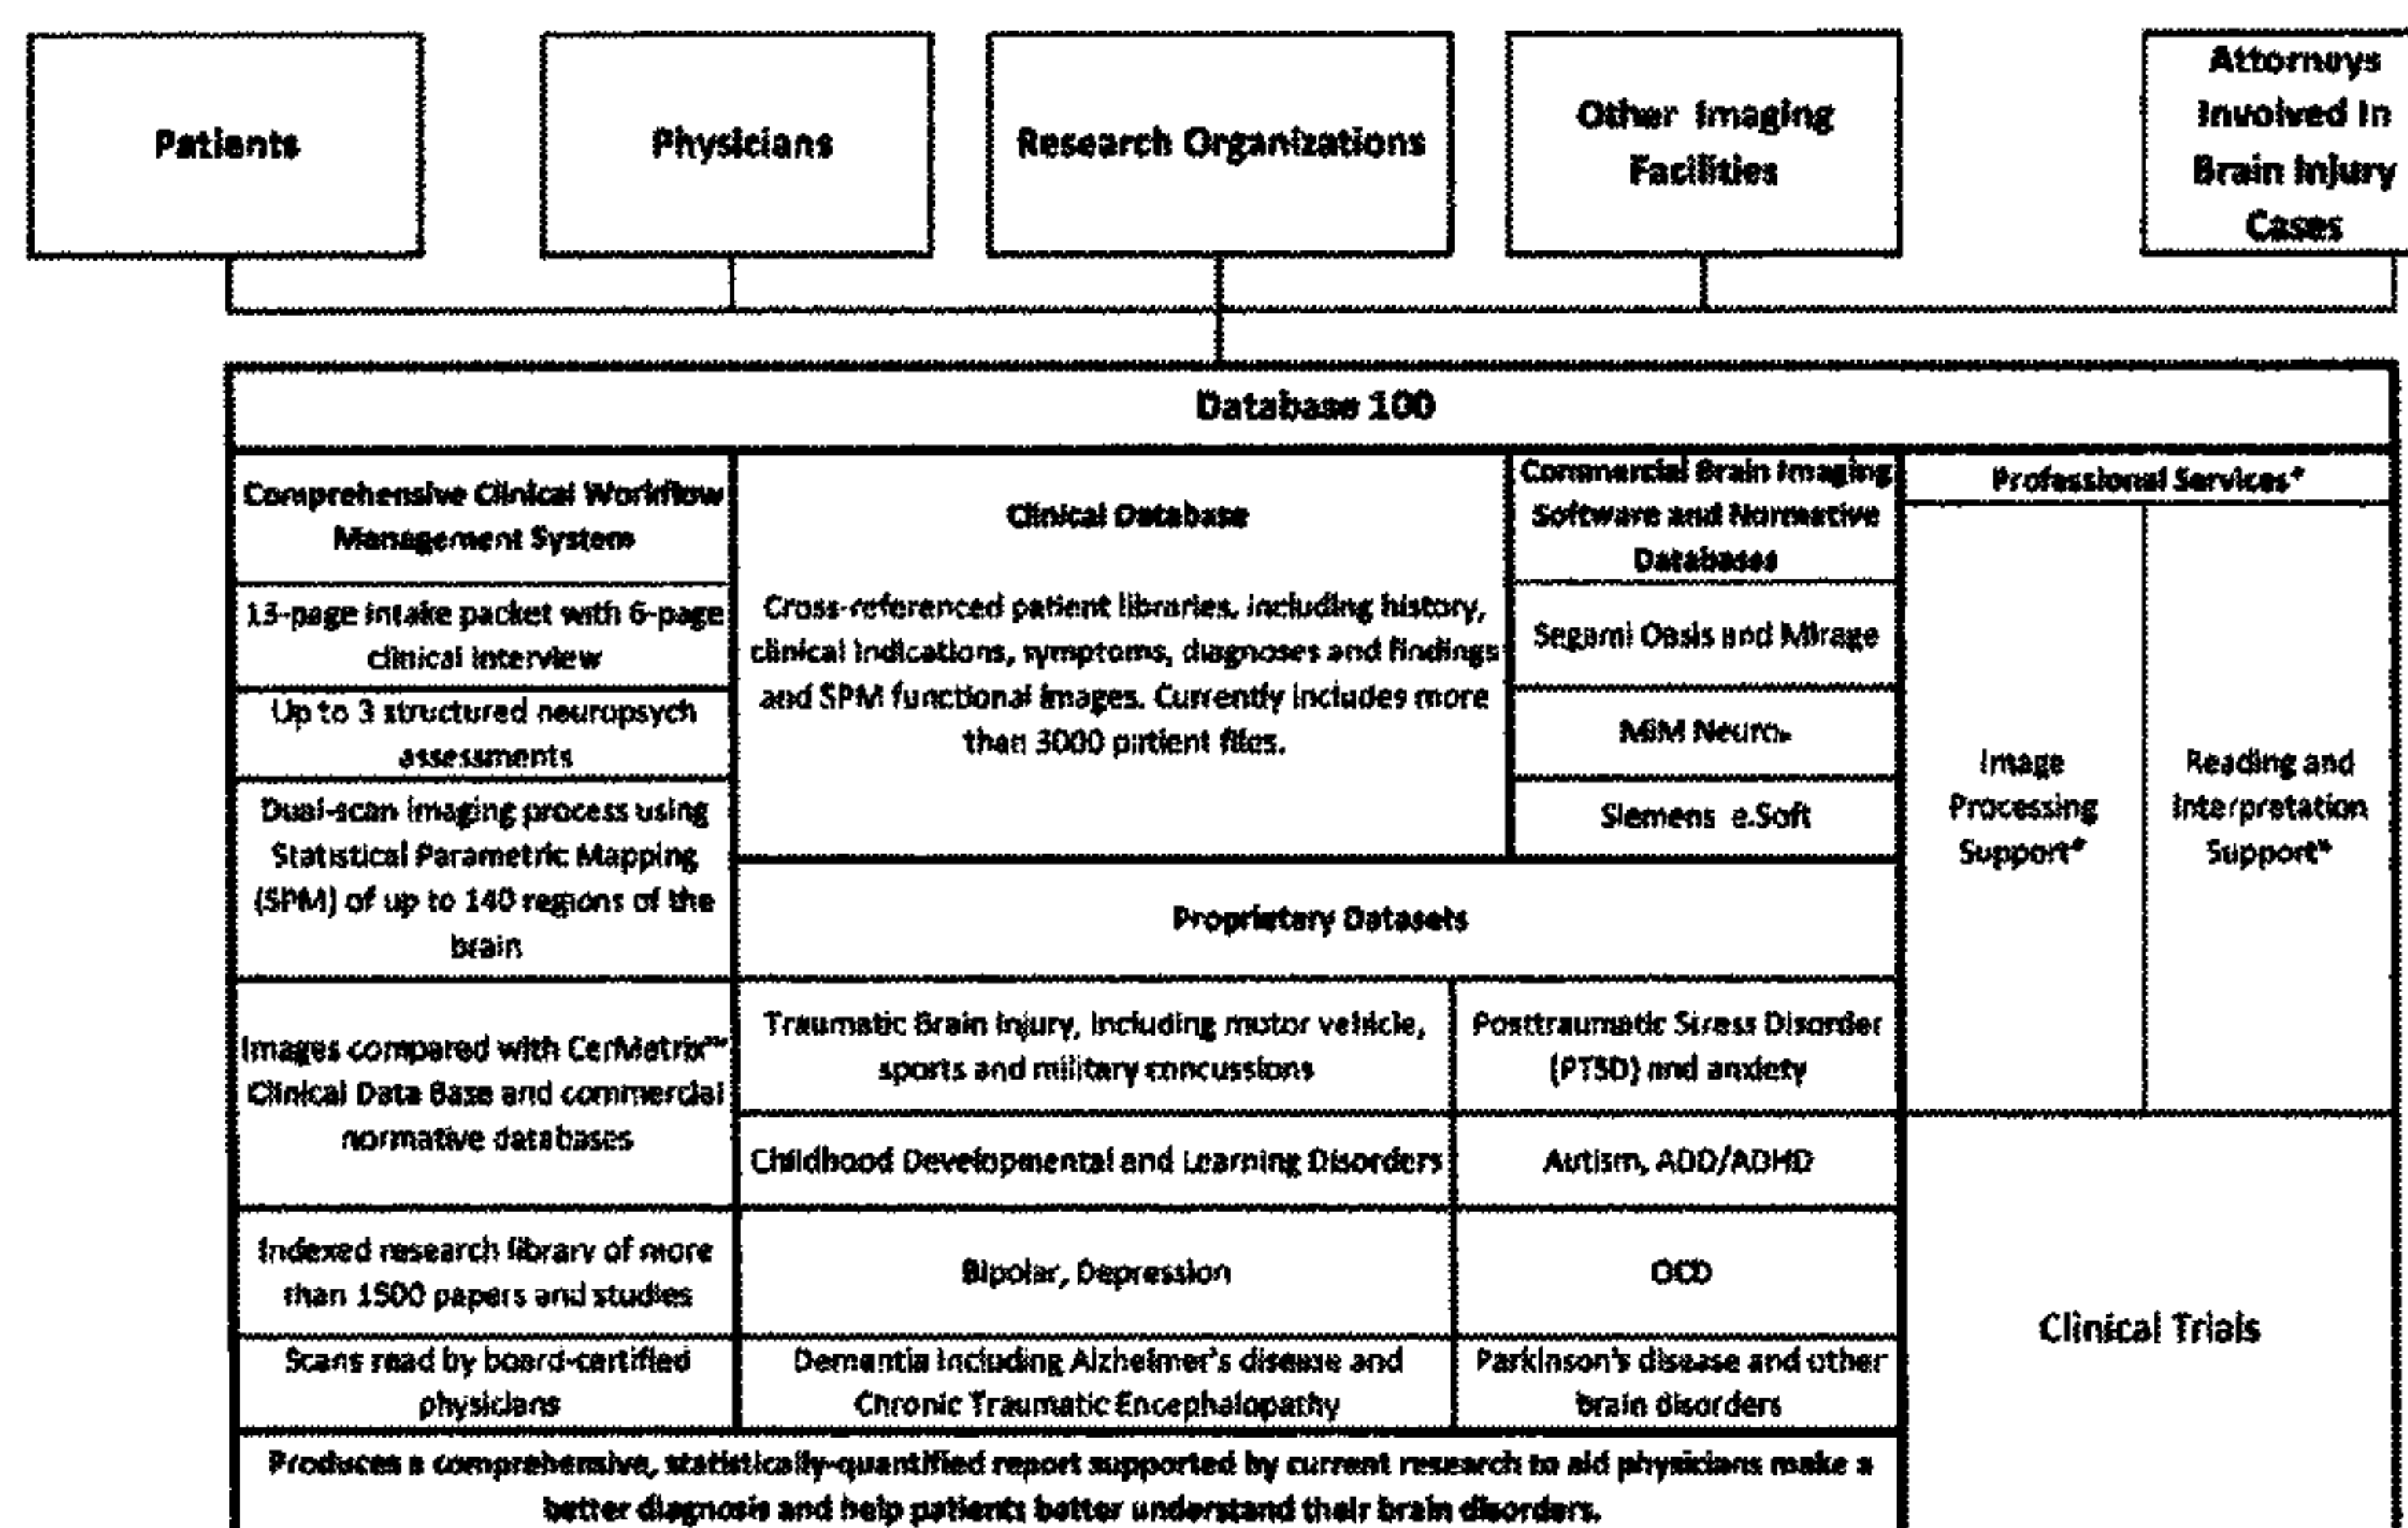 Patients
Physicians
Research Organizations
Other Imaging
Facilities
Attorneys
Involved In
Brain Injury
Cases
Database 100
Comprehensive Clinical Workflow
Management System
13-page intake packet with 6-page
clinical interview
Up to 3 structured neuropsych
assessments
Dual-scan imaging process using
Statistical Parametric Mapping
(SPM) of up to 140 regions of the
brain
Images compared with CerMetrix™
Clinical Data Base and commercial
normative databases
Indexed research library of more
than 1500 papers and studies
Scans read by board-certified
physicians
Clinical Database
Cross-referenced patient libraries, including history,
clinical indications, symptoms, diagnoses and findings
and SPM functional images. Currently includes more
than 3000 patient files.
Commercial Brain Imaging
Software and Normative
Databases
Segami Oasis and Mirage
MiM Neuro
Siemens e.Soft
Proprietary Datasets
Traumatic Brain Injury, including motor vehicle,
sports and military concussions
Posttraumatic Stress Disorder
(PTSD) and anxiety
Childhood Developmental and Learning Disorders
Autism, ADD/ADHD
Bipolar, Depression
OCD
Dementia Including Alzheimer's disease and
Chronic Traumatic Encephalopathy
Parkinson's disease and other
brain disorders
Professional Services*
Image
Processing
Support*
Reading and
Interpretation
Support*
Clinical Trials
Produces a comprehensive, statistically-quantified report supported by current research to aid physicians make a
better diagnosis and help patients better understand their brain disorders.